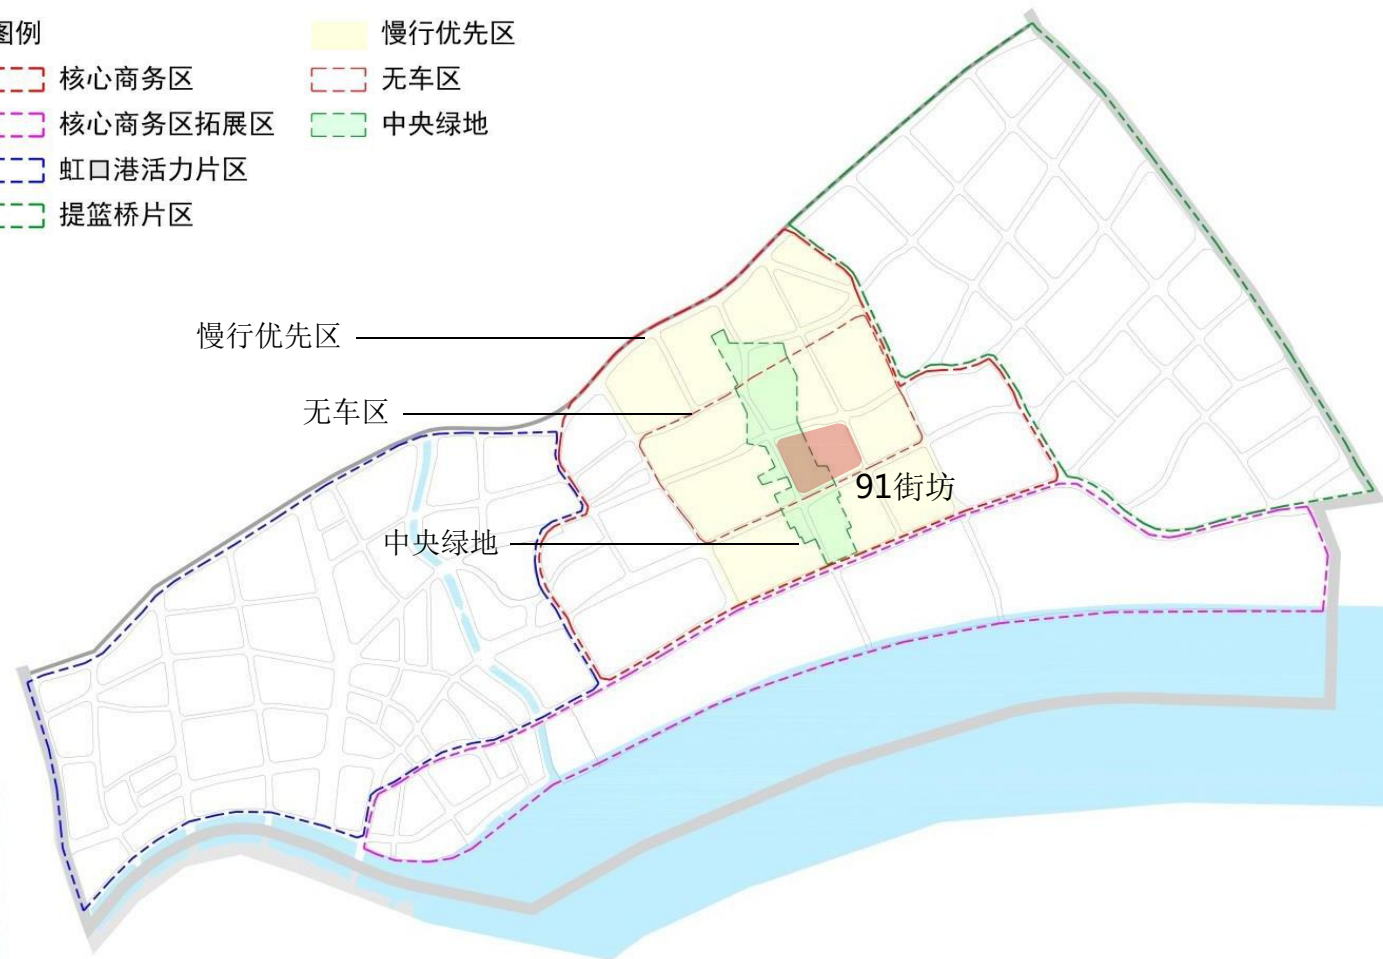 图例
核心商务区
核心商务区拓展区
虹口港活力片区
提篮桥片区
慢行优先区
无车区
中央绿地
慢行优先区
无车区
91街坊
中央绿地